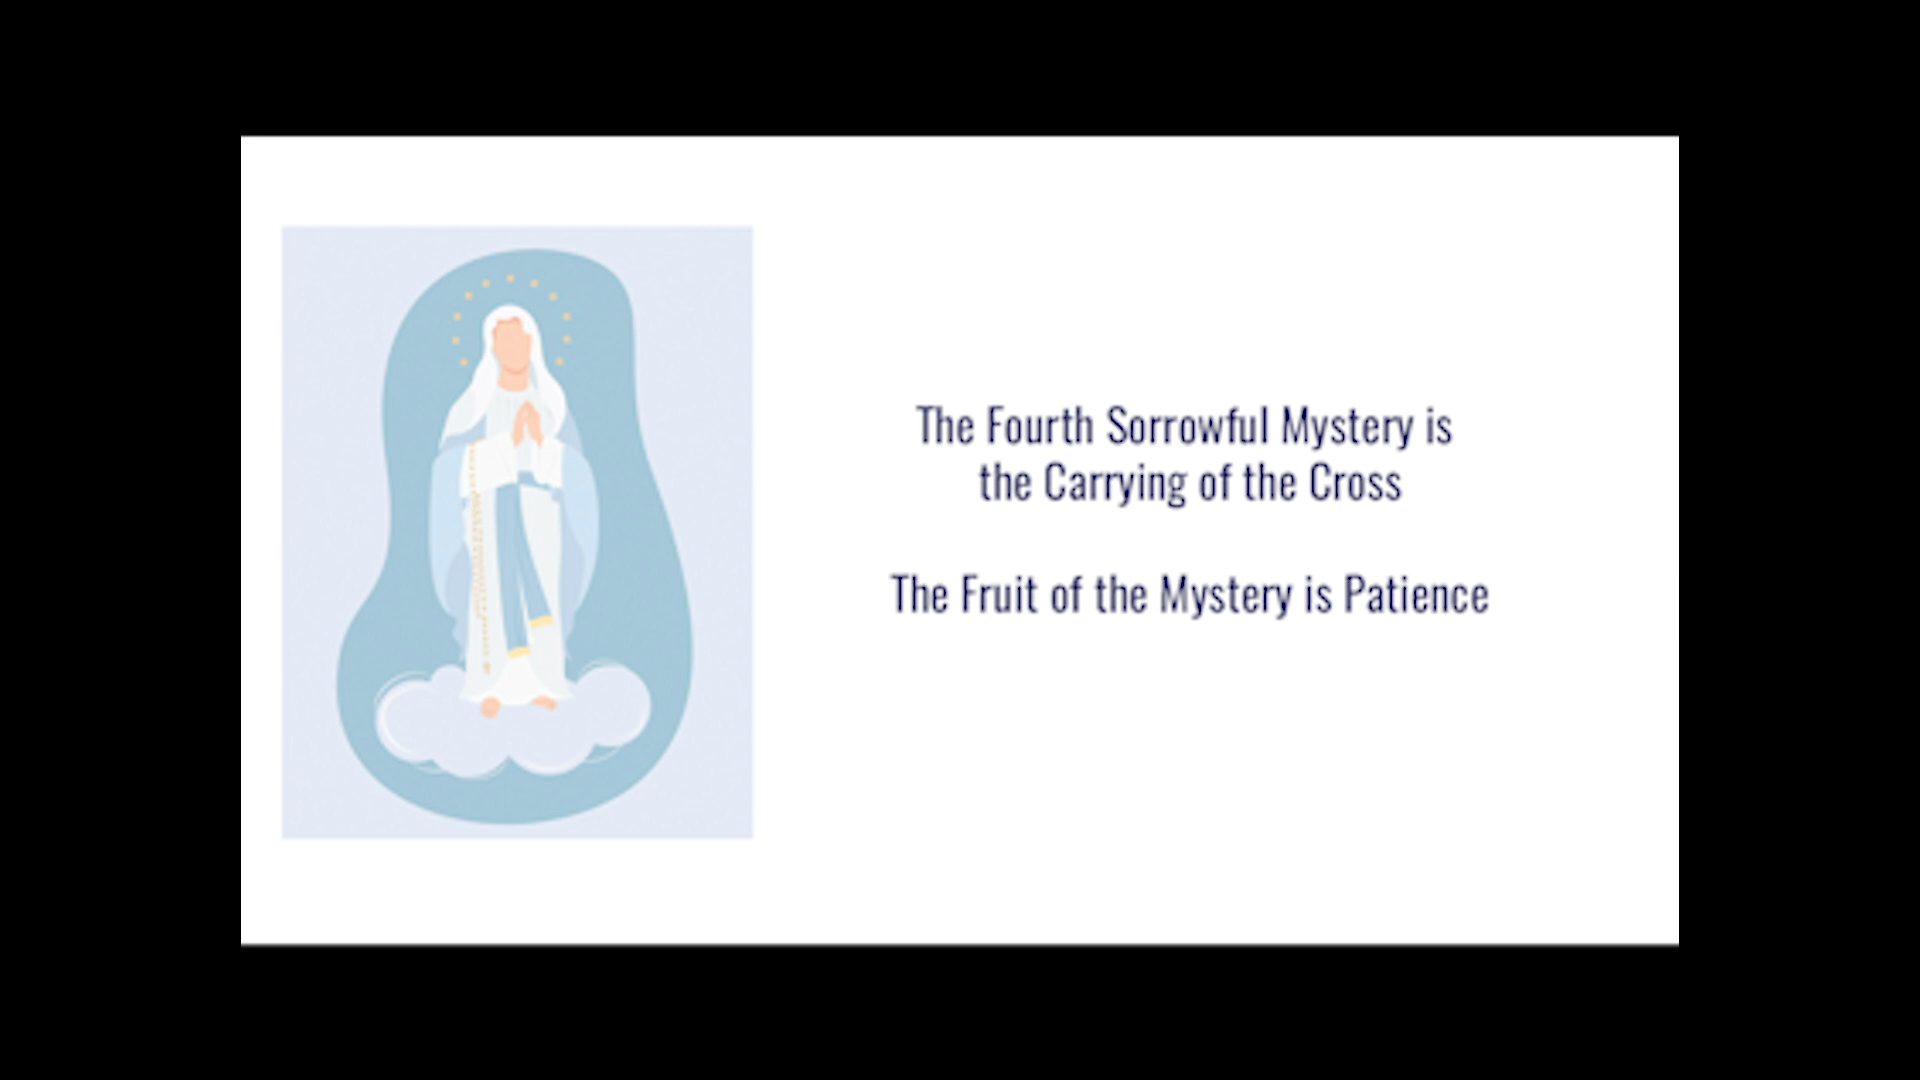 The Fourth Sorrowful Mystery is
the Carrying of the Cross
The Fruit of the Mystery is Patience